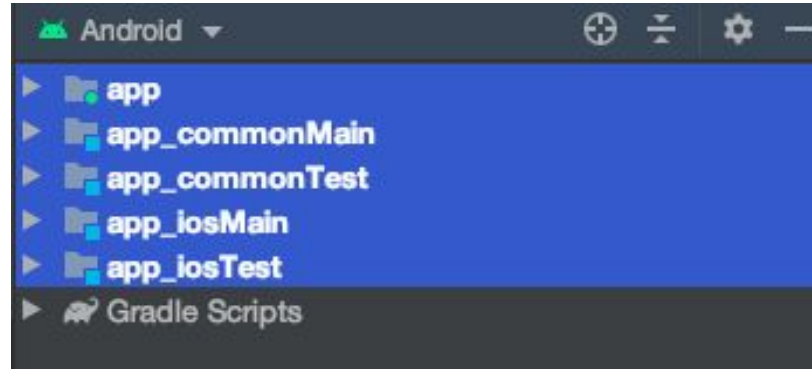 Android
app
app_commonMain
app_commonTest
app_iosMain
app_iosTest
Gradle Scripts